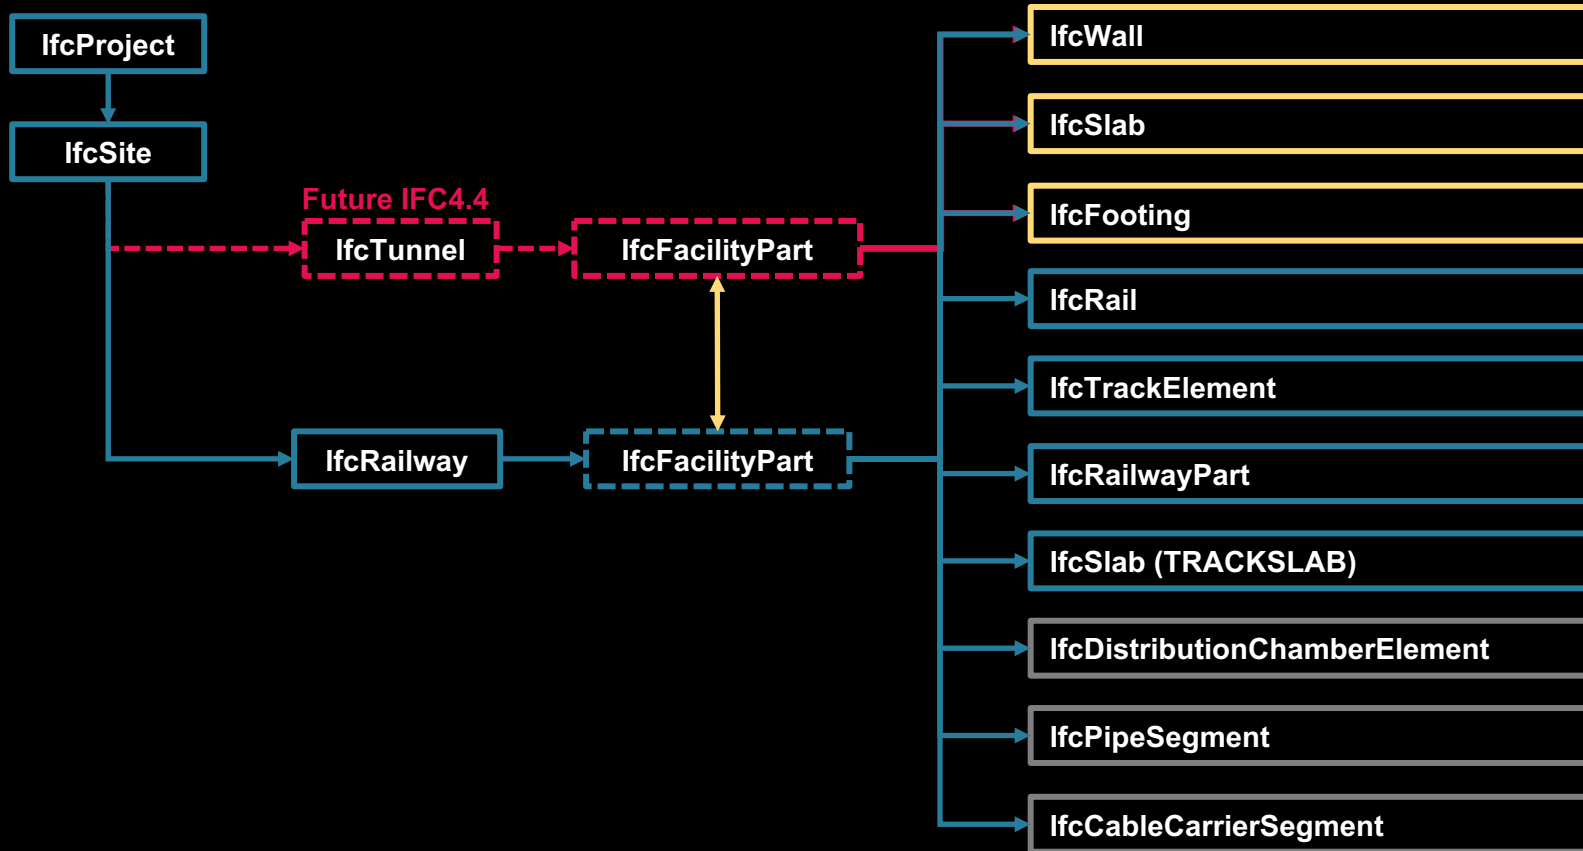 IfcProject
IfcSite
Future IFC4.4
IfcTunnel
IfcFacilityPart
IfcRailway
IfcFacilityPart
IfcWall
IfcSlab
IfcFooting
IfcRail
IfcTrackElement
IfcRailwayPart
IfcSlab (TRACKSLAB)
IfcDistributionChamberElement
IfcPipeSegment
IfcCableCarrierSegment